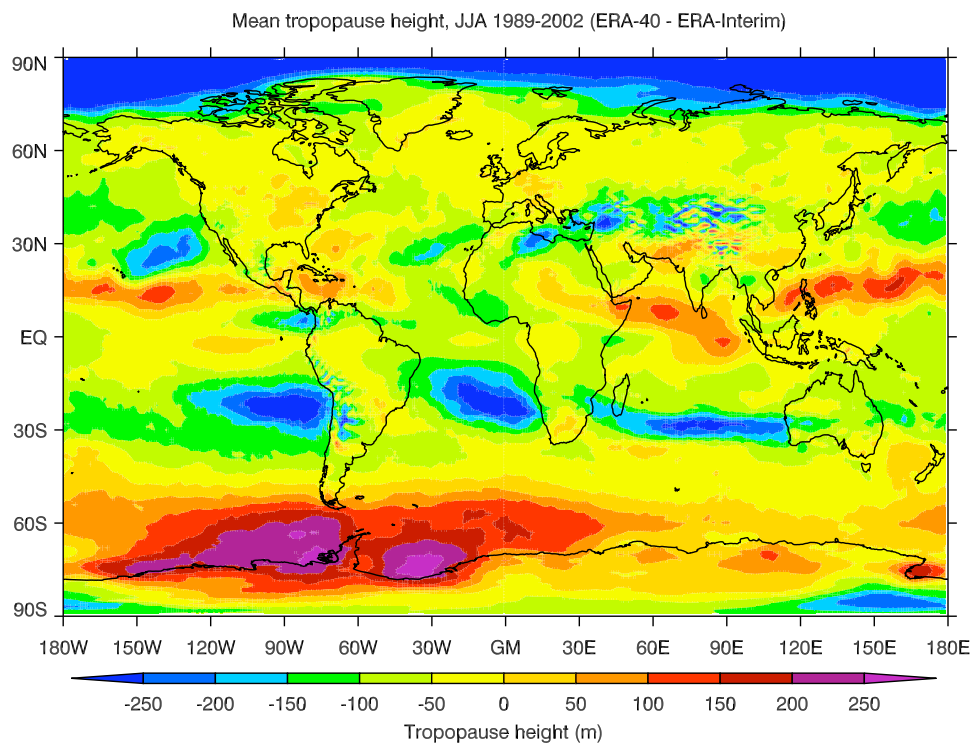 Mean tropopause height, JJA 1989-2002 (ERA-40 - ERA-Interim)
90N
60N
30N
EQ
30S
60S
90S
180W 150W 120W 90W 60W 30W GM 30E 60E 90E 120E 150E 180E
-250 -200 -150 -100 -50 0 50 100 150 200 250
Tropopause height (m)